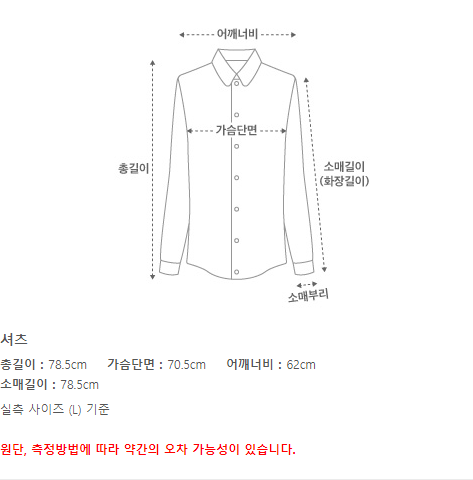 어깨너비
가슴단면
총길이
소매길이
(화장길이)
소매부리
셔츠
총길이 : 78.5cm 가슴단면 : 70.5cm 어깨너비 : 62cm
소매길이 : 78.5cm
실측 사이즈 (L) 기준
원단, 측정방법에 따라 약간의 오차 가능성이 있습니다.